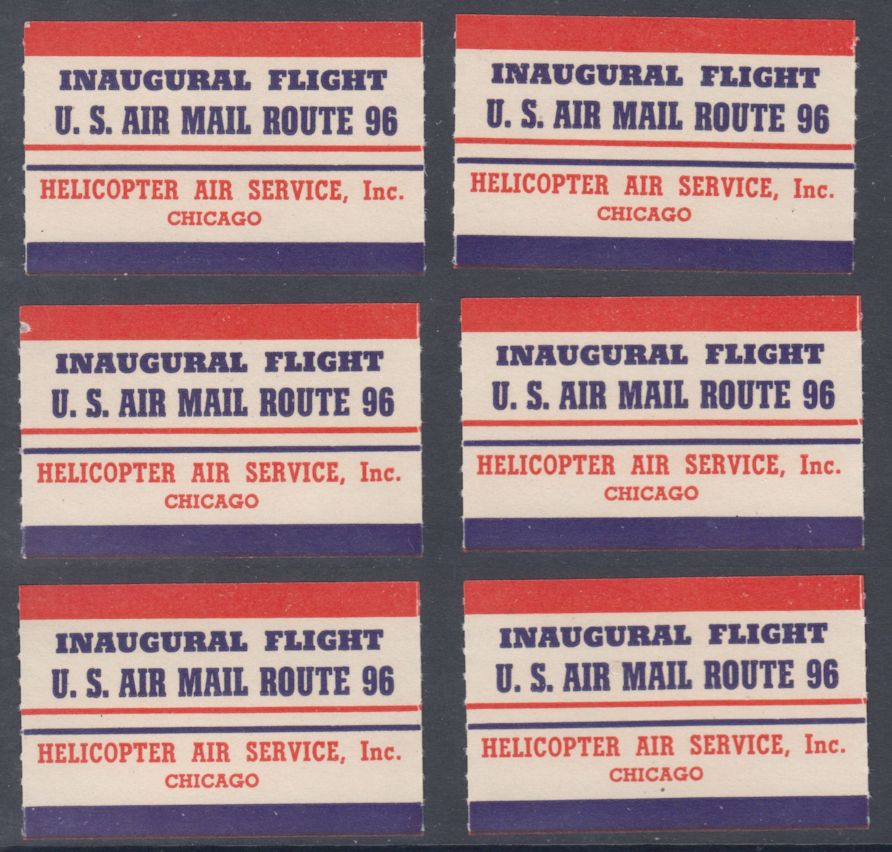 INAUGURAL FLIGHT
U. S. AIR MAIL ROUTE 96
HELICOPTER AIR SERVICE, Inc.
CHICAGO
INAUGURAL FLIGHT
U. S. AIR MAIL ROUTE 96
HELICOPTER AIR SERVICE, Inc.
CHICAGO
INAUGURAL FLIGHT
U. S. AIR MAIL ROUTE 96
HELICOPTER AIR SERVICE, Inc.
CHICAGO
INAUGURAL FLIGHT
U. S. AIR MAIL ROUTE 96
HELICOPTER AIR SERVICE, Inc.
CHICAGO
INAUGURAL FLIGHT
U. S. AIR MAIL ROUTE 96
HELICOPTER AIR SERVICE, Inc.
CHICAGO
INAUGURAL FLIGHT
U. S. AIR MAIL ROUTE 96
HELICOPTER AIR SERVICE, Inc.
CHICAGO